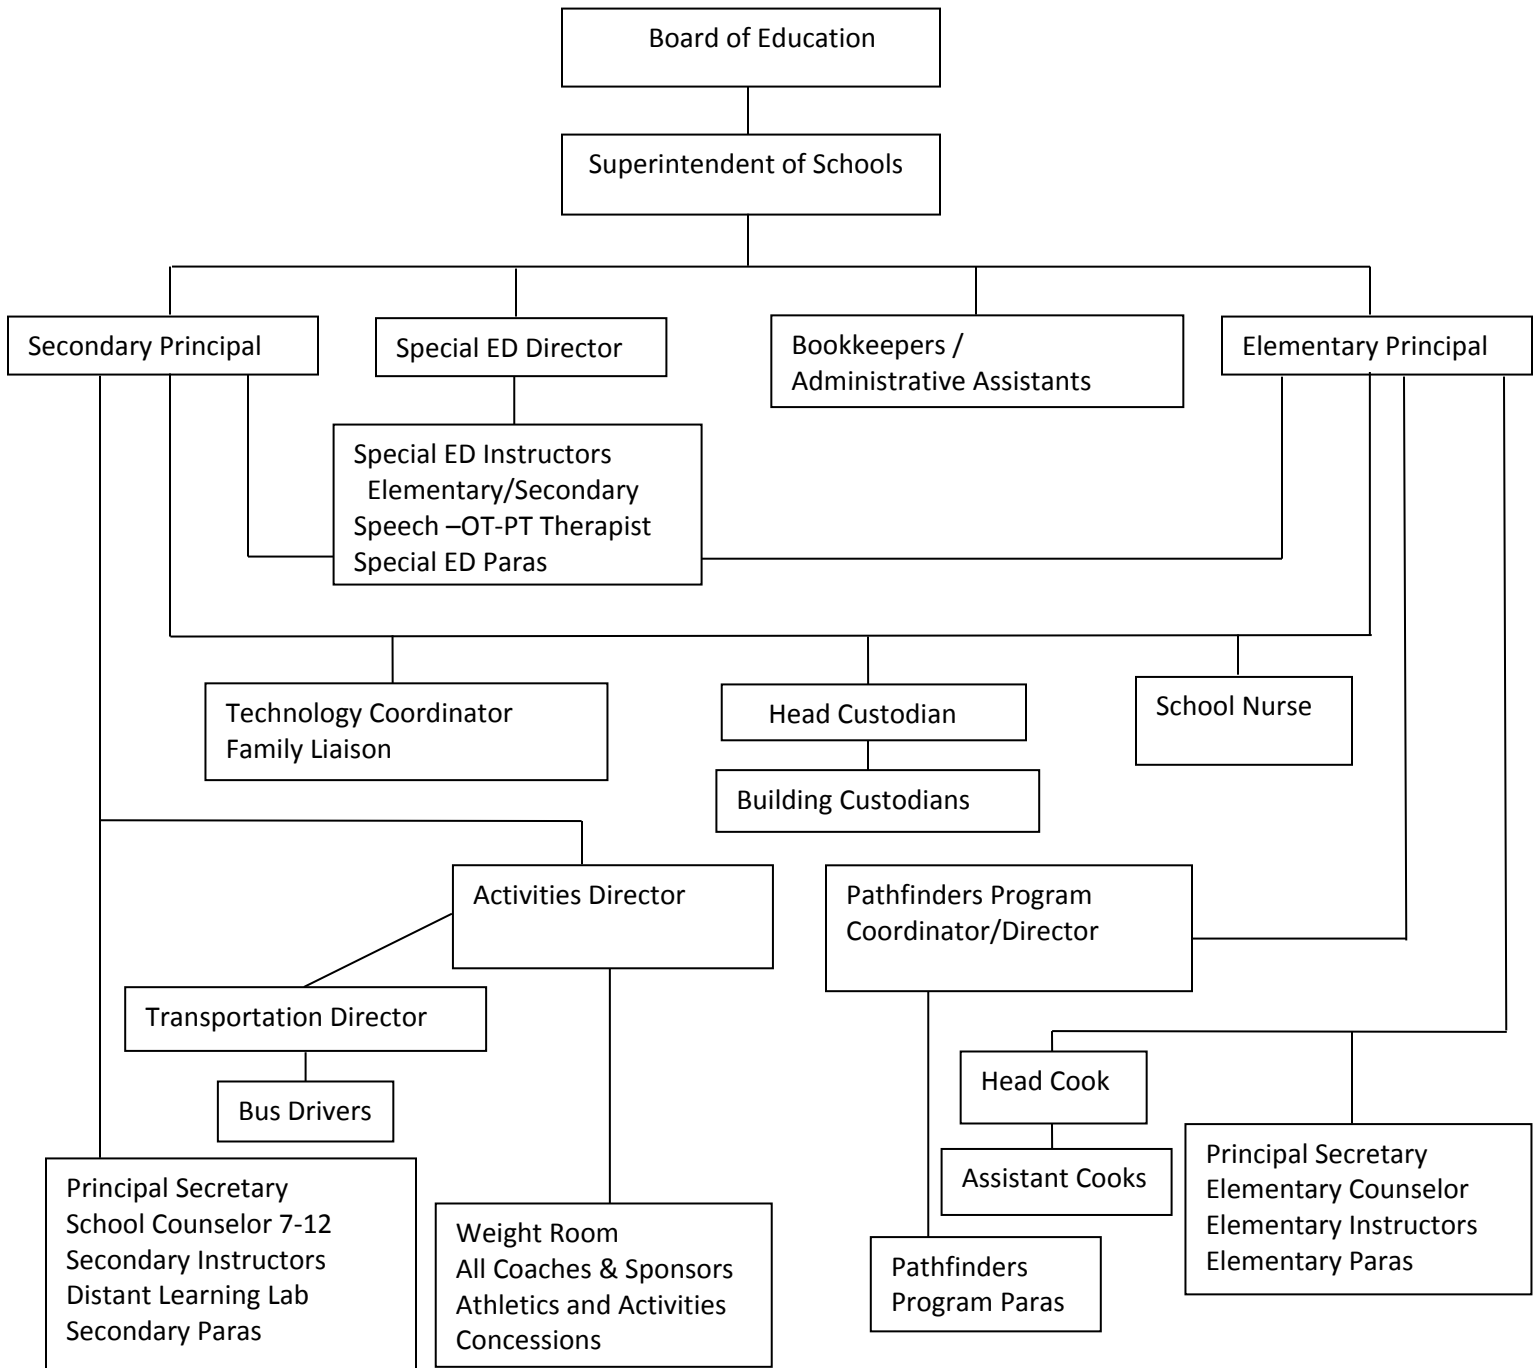 Board of Education
Superintendent of Schools
Secondary Principal
Special ED Director
Bookkeepers /
Administrative Assistants
Elementary Principal
Special ED Instructors
Elementary/Secondary
Speech –OT-PT Therapist
Special ED Paras
Technology Coordinator
Family Liaison
Head Custodian
School Nurse
Building Custodians
Activities Director
Pathfinders Program
Coordinator/Director
Transportation Director
Head Cook
Bus Drivers
Assistant Cooks
Principal Secretary
Elementary Counselor
Elementary Instructors
Elementary Paras
Principal Secretary
School Counselor 7-12
Secondary Instructors
Distant Learning Lab
Secondary Paras
Weight Room
All Coaches & Sponsors
Athletics and Activities
Concessions
Pathfinders
Program Paras